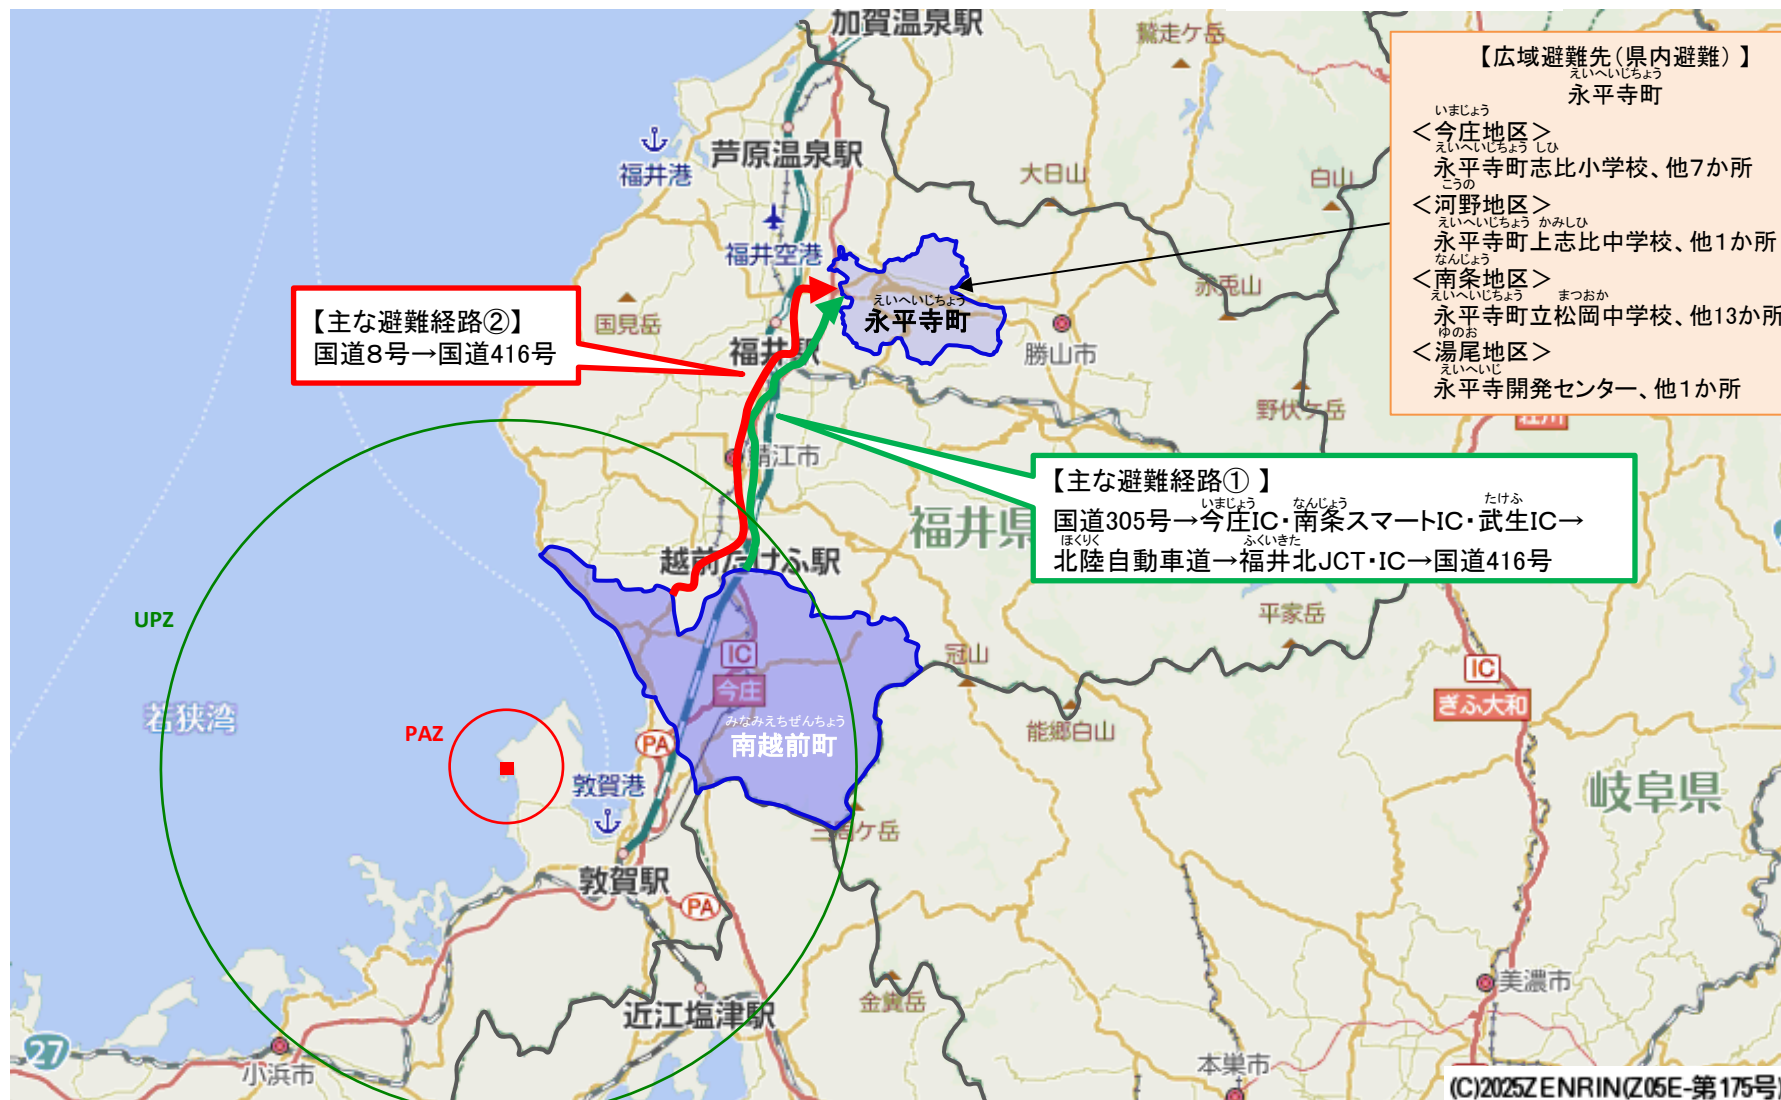 加賀温泉駅
鷲走ケ岳
【広域避難先（県内避難）】
えいへいじちょう
永平寺町
いまじょう
＜今庄地区＞
えいへいじちょう しひ
永平寺町志比小学校、他７か所
こうの
＜河野地区＞
えいへいじちょう かみしひ
永平寺町上志比中学校、他１か所
なんじょう
＜南条地区＞
えいへいじちょう まつおか
永平寺町立松岡中学校、他13か所
ゆのお
＜湯尾地区＞
えいへいじ
永平寺開発センター、他１か所
芦原温泉駅
福井港
大日山
白山
福井空港
赤兎山
えいへいじちょう
永平寺町
【主な避難経路②】
国道８号→国道416号
国見岳
福井駅
勝山市
野伏ケ岳
荘川
鯖江市
【主な避難経路① 】
いまじょう なんじょう たけふ
国道305号→今庄IC・南条スマートIC・武生IC→
ほくりく ふくいきた
北陸自動車道→福井北JCT・IC→国道416号
福井県
越前たけふ駅
平家岳
UPZ
IC
今庄
冠山
IC
ぎふ大和
若狭湾
PAZ
みなみえちぜんちょう
南越前町
PA
能郷白山
敦賀港
岐阜県
三周ケ岳
敦賀駅
PA
美濃市
金糞岳
近江塩津駅
27
小浜市
本巣市
(C)2025ZENRIN(Z05E-第175号)